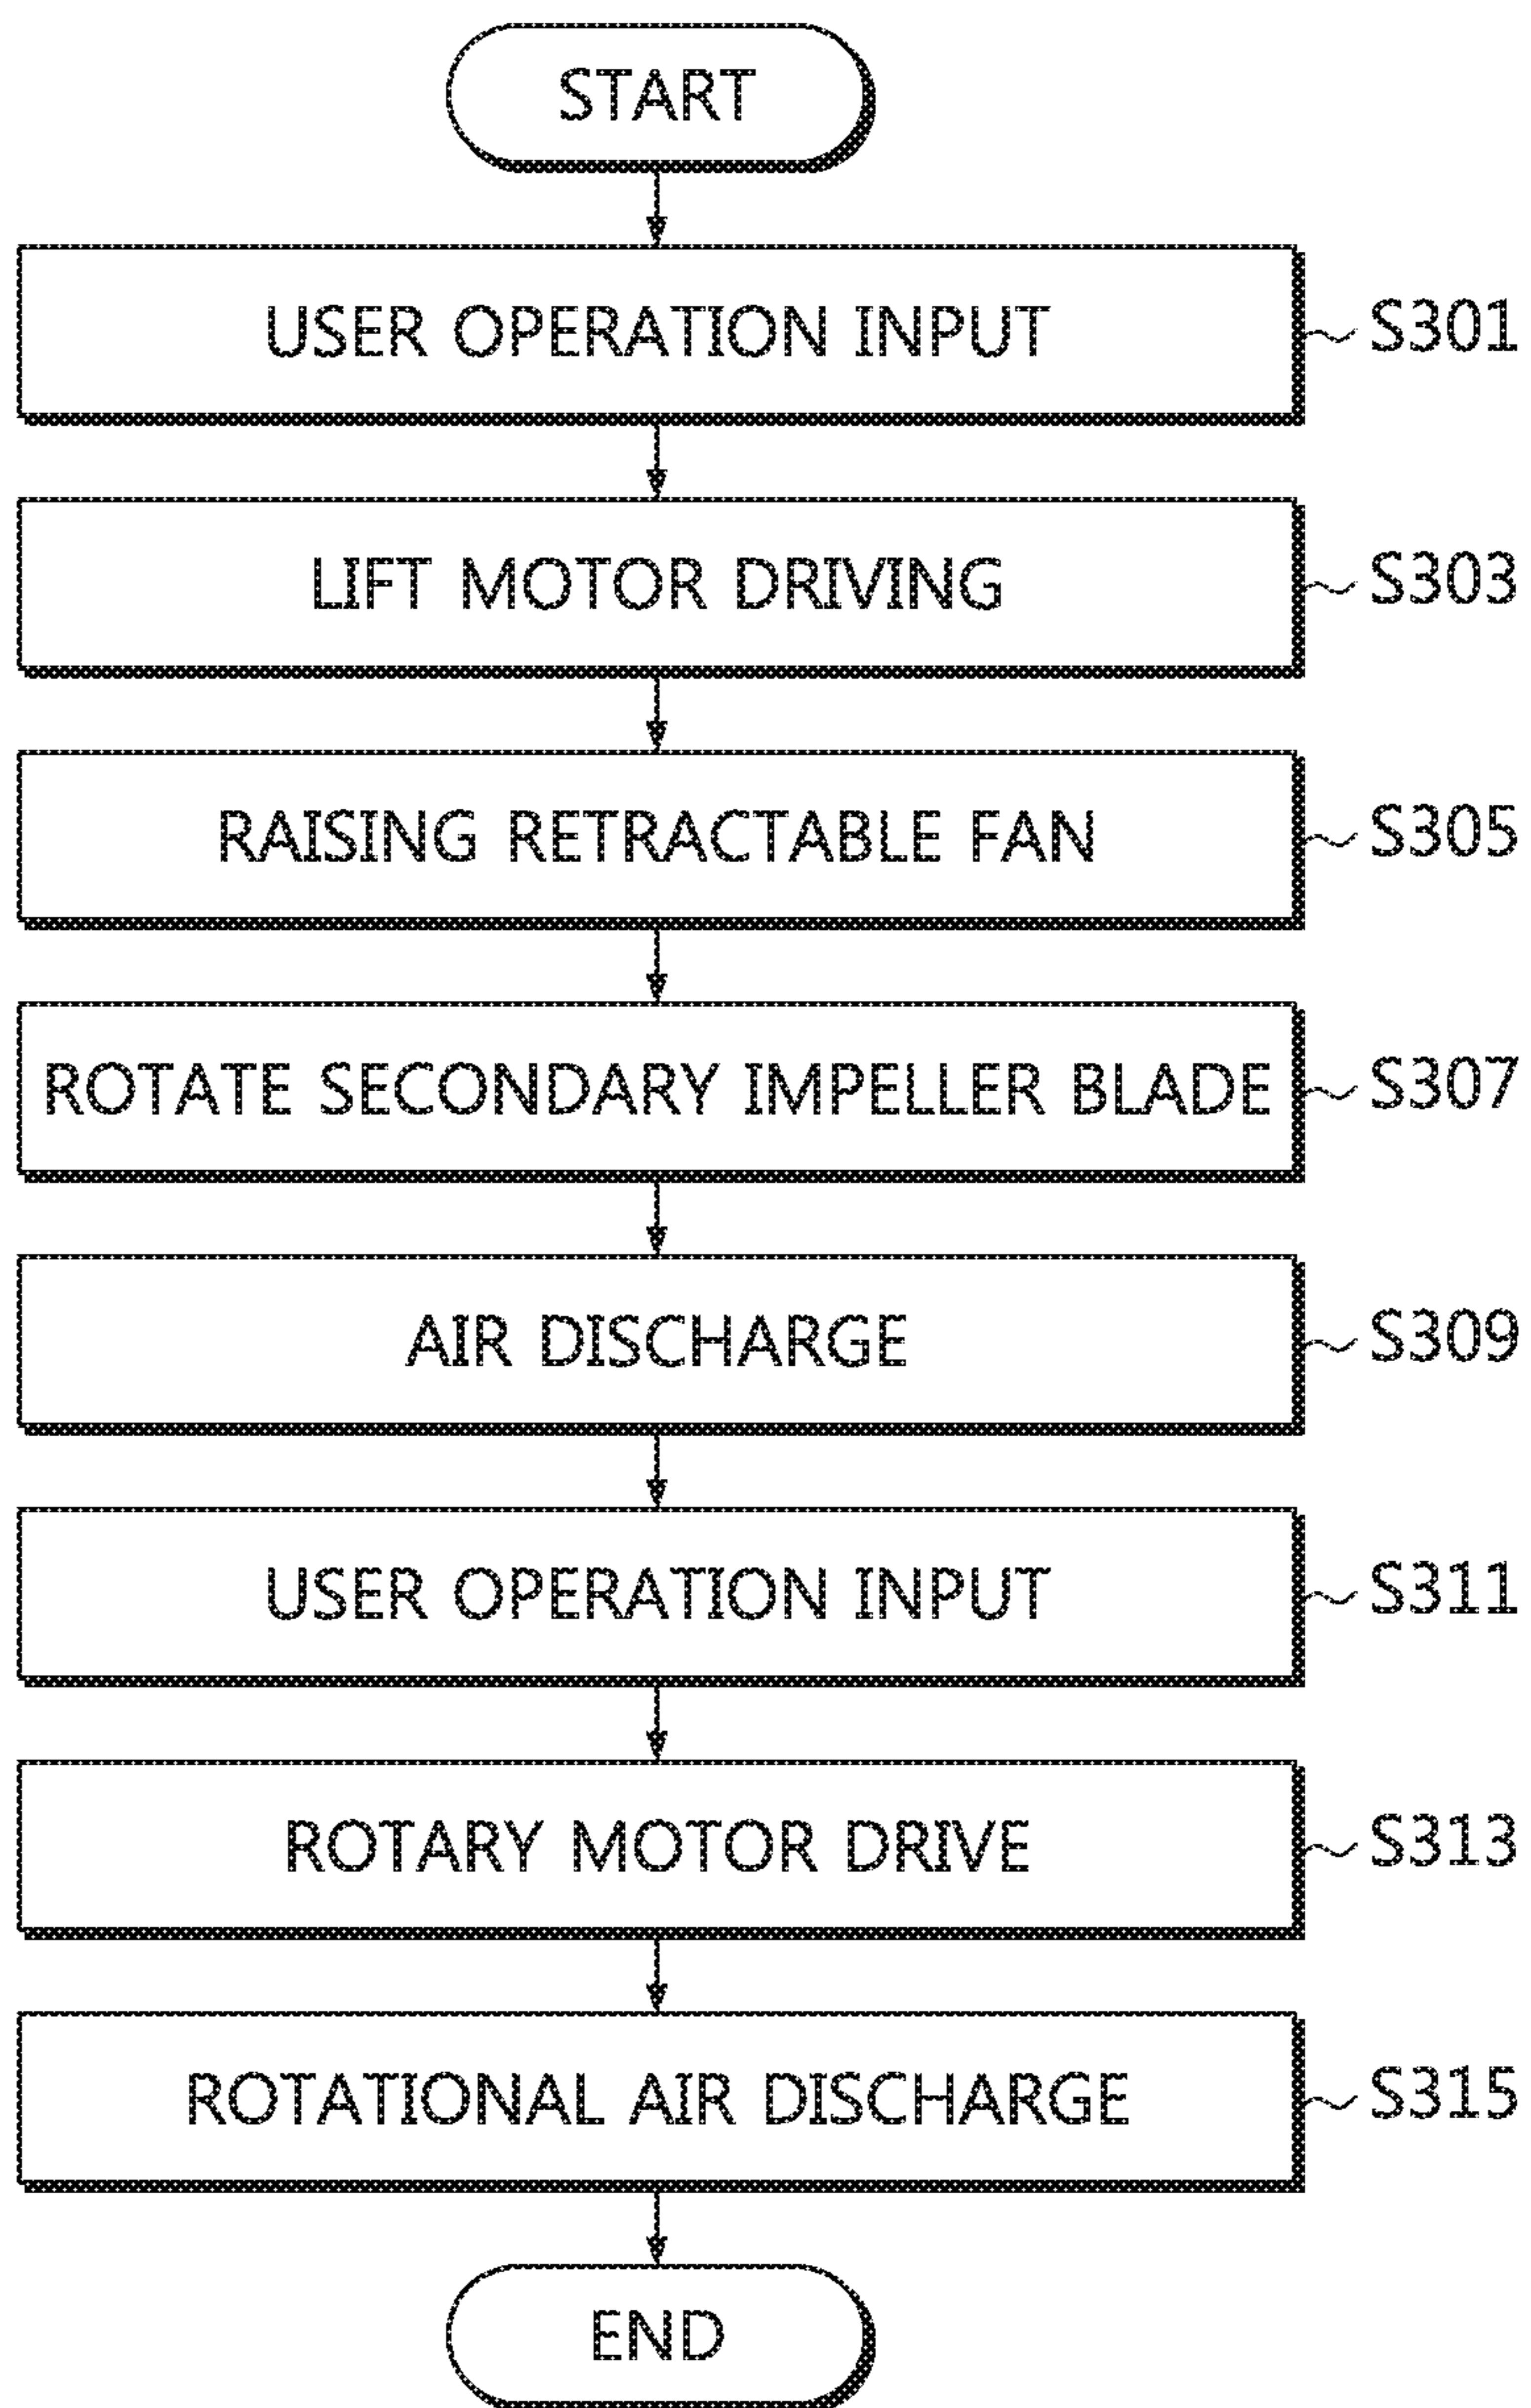 START
USER OPERATION INPUT
S301
LIFT MOTOR DRIVING
S303
RAISING RETRACTABLE FAN
S305
ROTATE SECONDARY IMPELLER BLADE
S307
AIR DISCHARGE
S309
USER OPERATION INPUT
S311
ROTARY MOTOR DRIVE
S313
ROTATIONAL AIR DISCHARGE
S315
END